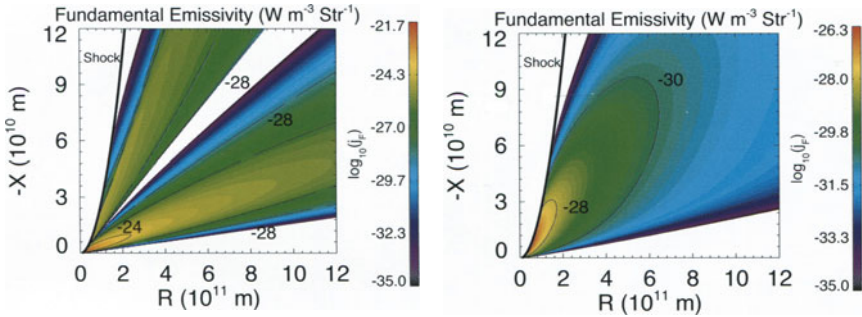 Fundamental Emissivity (W m⁻³ Str⁻¹)
12
9
6
3
0
-X (10¹⁰ m)
Shock
-28
-28
-24
-28
0 2 4 6 8 10 12
R (10¹¹ m)
-21.7
-24.3
-27.0
-29.7
-32.3
-35.0
log₁₀(j_F)
Fundamental Emissivity (W m⁻³ Str⁻¹)
12
9
6
3
0
-X (10¹⁰ m)
Shock
-30
-28
0 2 4 6 8 10 12
R (10¹¹ m)
-26.3
-28.0
-29.8
-31.5
-33.3
-35.0
log₁₀(j_F)